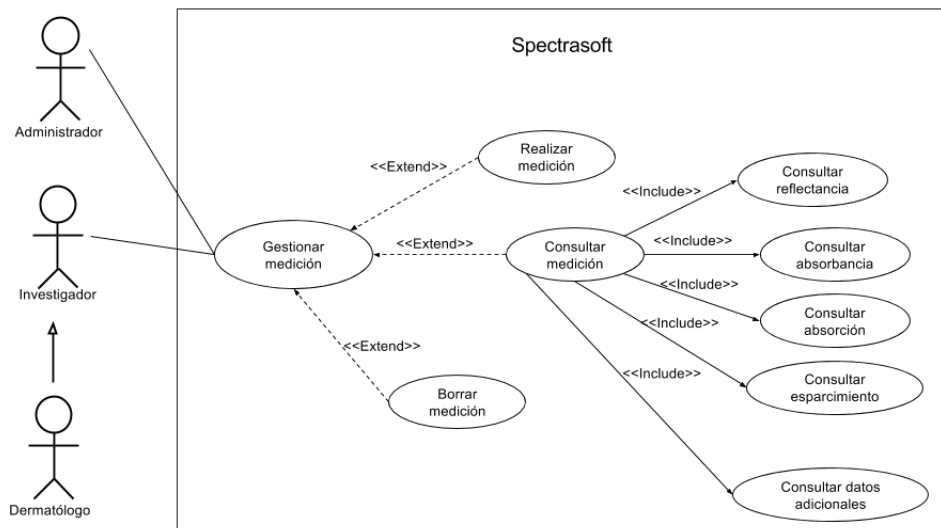 Spectrasoft
Administrador
Realizar
medición
<<Extend>>
Consultar
reflectancia
<<Include>>
Investigador
Gestionar
medición
<<Extend>>
Consultar
medición
<<Include>>
Consultar
absorbancia
<<Include>>
Consultar
absorción
<<Include>>
<<Extend>>
Consultar
esparcimiento
<<Include>>
Borrar
medición
Consultar datos
adicionales
Dermatólogo